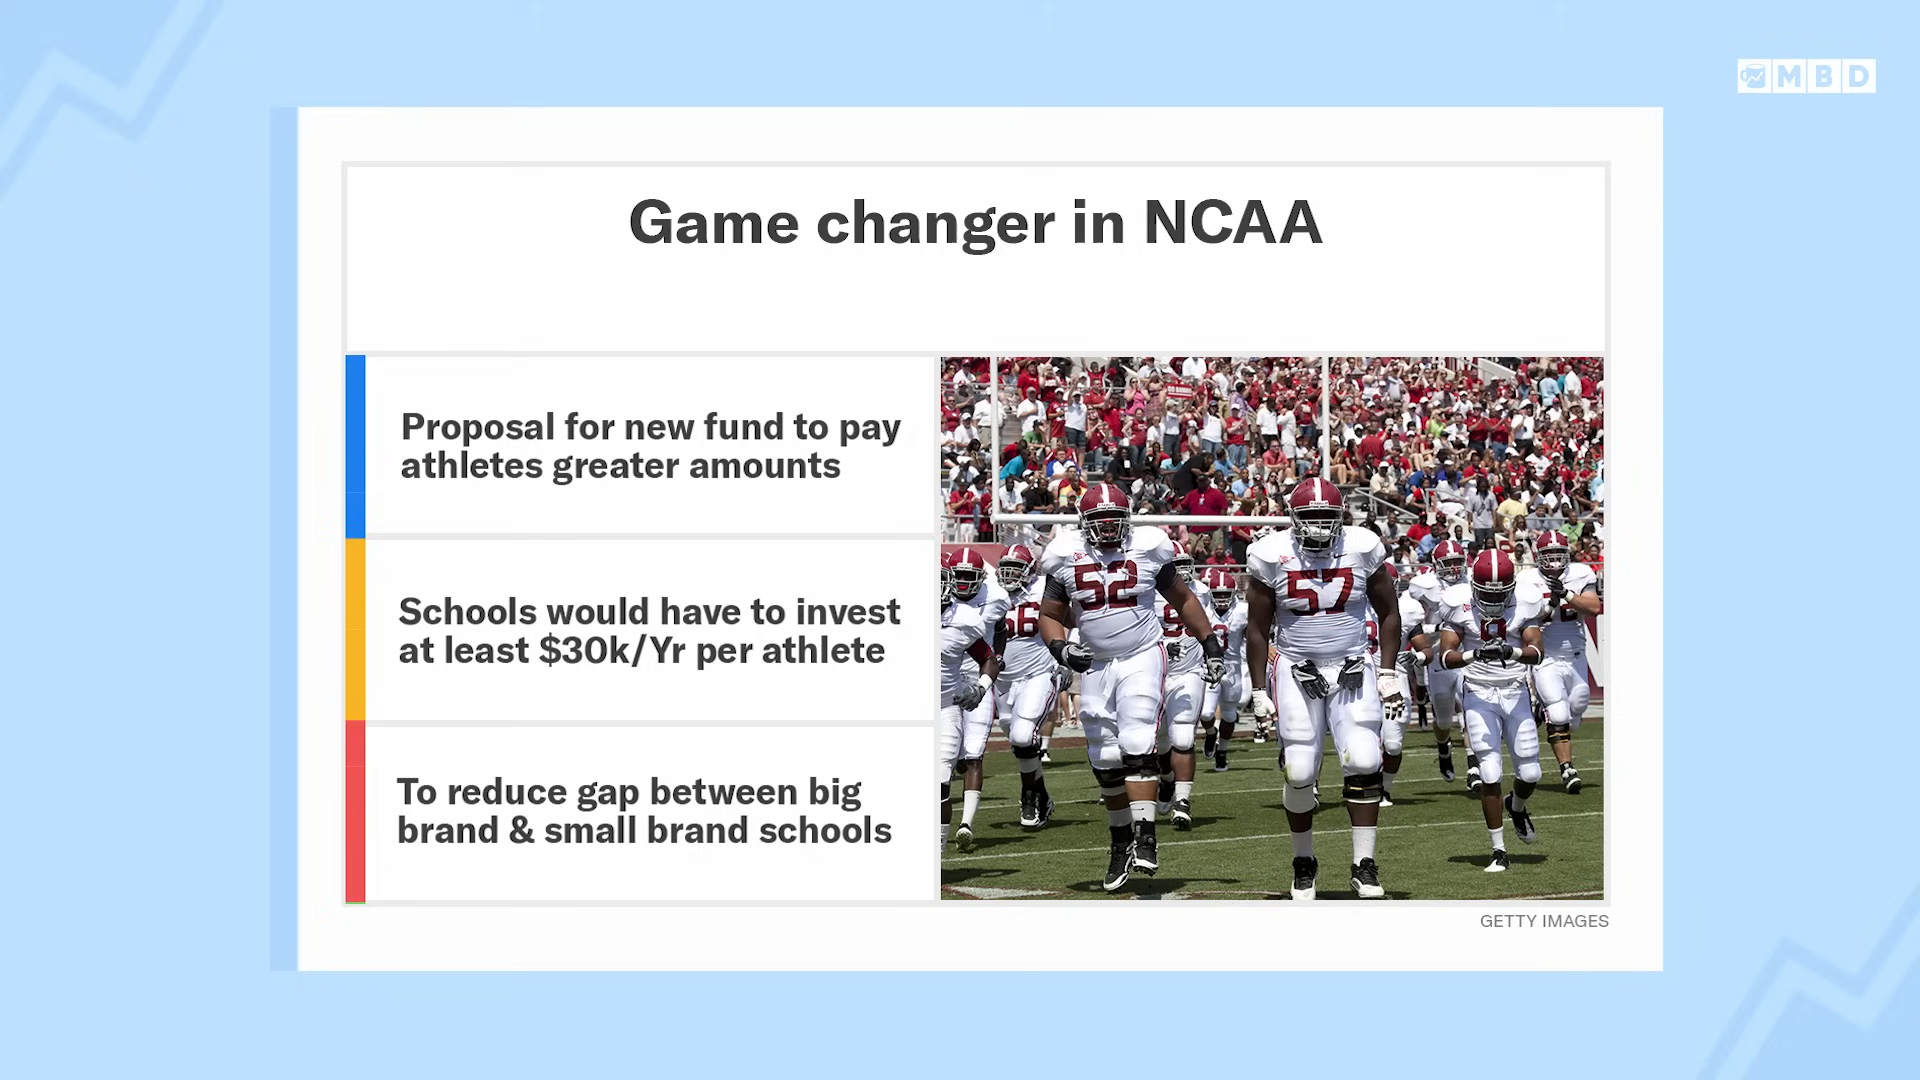 MBD
Game changer in NCAA
Proposal for new fund to pay
athletes greater amounts
Schools would have to invest
at least $30k/Yr per athlete
To reduce gap between big
brand & small brand schools
52
57
GETTY IMAGES